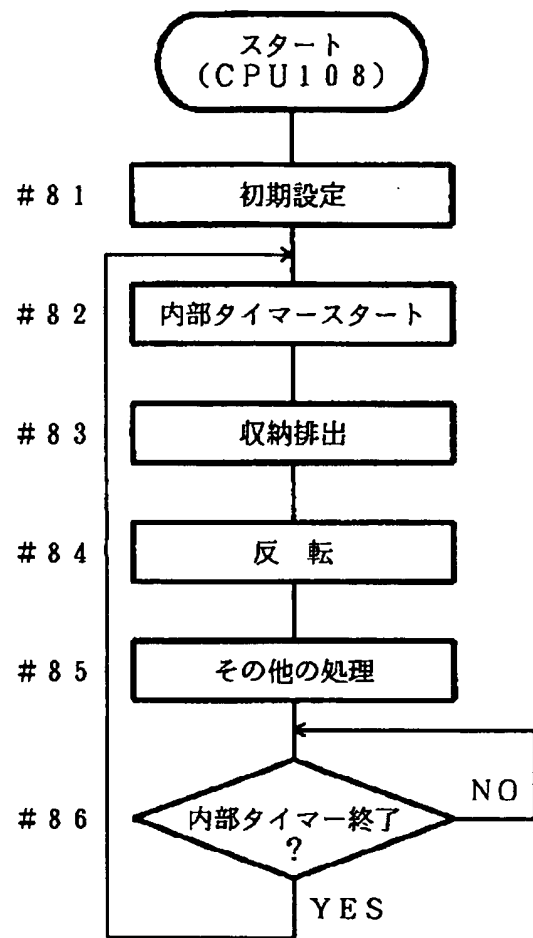 スタート
(CPU108)
#81 初期設定
#82 内部タイマースタート
#83 収納排出
#84 反 転
#85 その他の処理
#86 内部タイマー終了
?
NO
YES